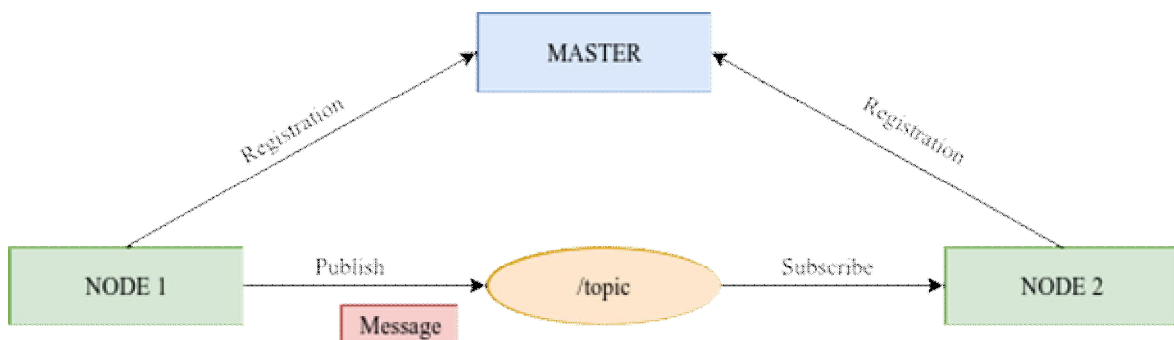 MASTER
Registration
Registration
NODE 1
Publish
/topic
Subscribe
NODE 2
Message